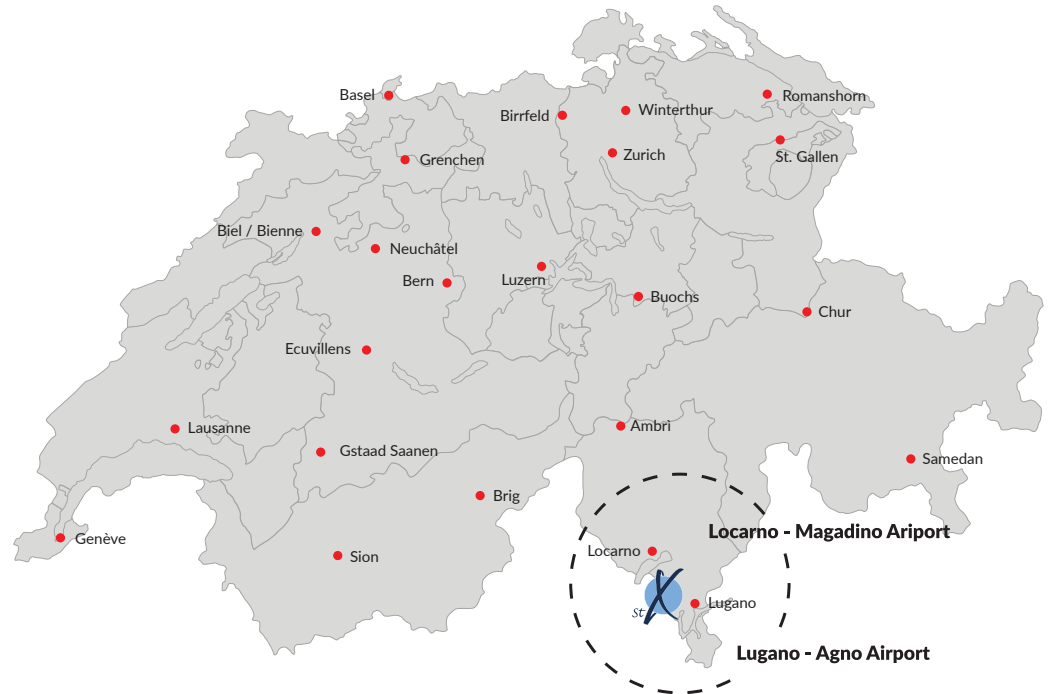 Basel
Romanshorn
Birrfeld
Winterthur
Grenchen
Zurich
St. Gallen
Biel / Bienne
Neuchâtel
Bern
Luzern
Buochs
Chur
Ecuvillens
Lausanne
Ambri
Gstaad Saanen
Samedan
Brig
Locarno - Magadino Ariport
Genève
Locarno
Sion
Lugano
St
X
Lugano - Agno Airport